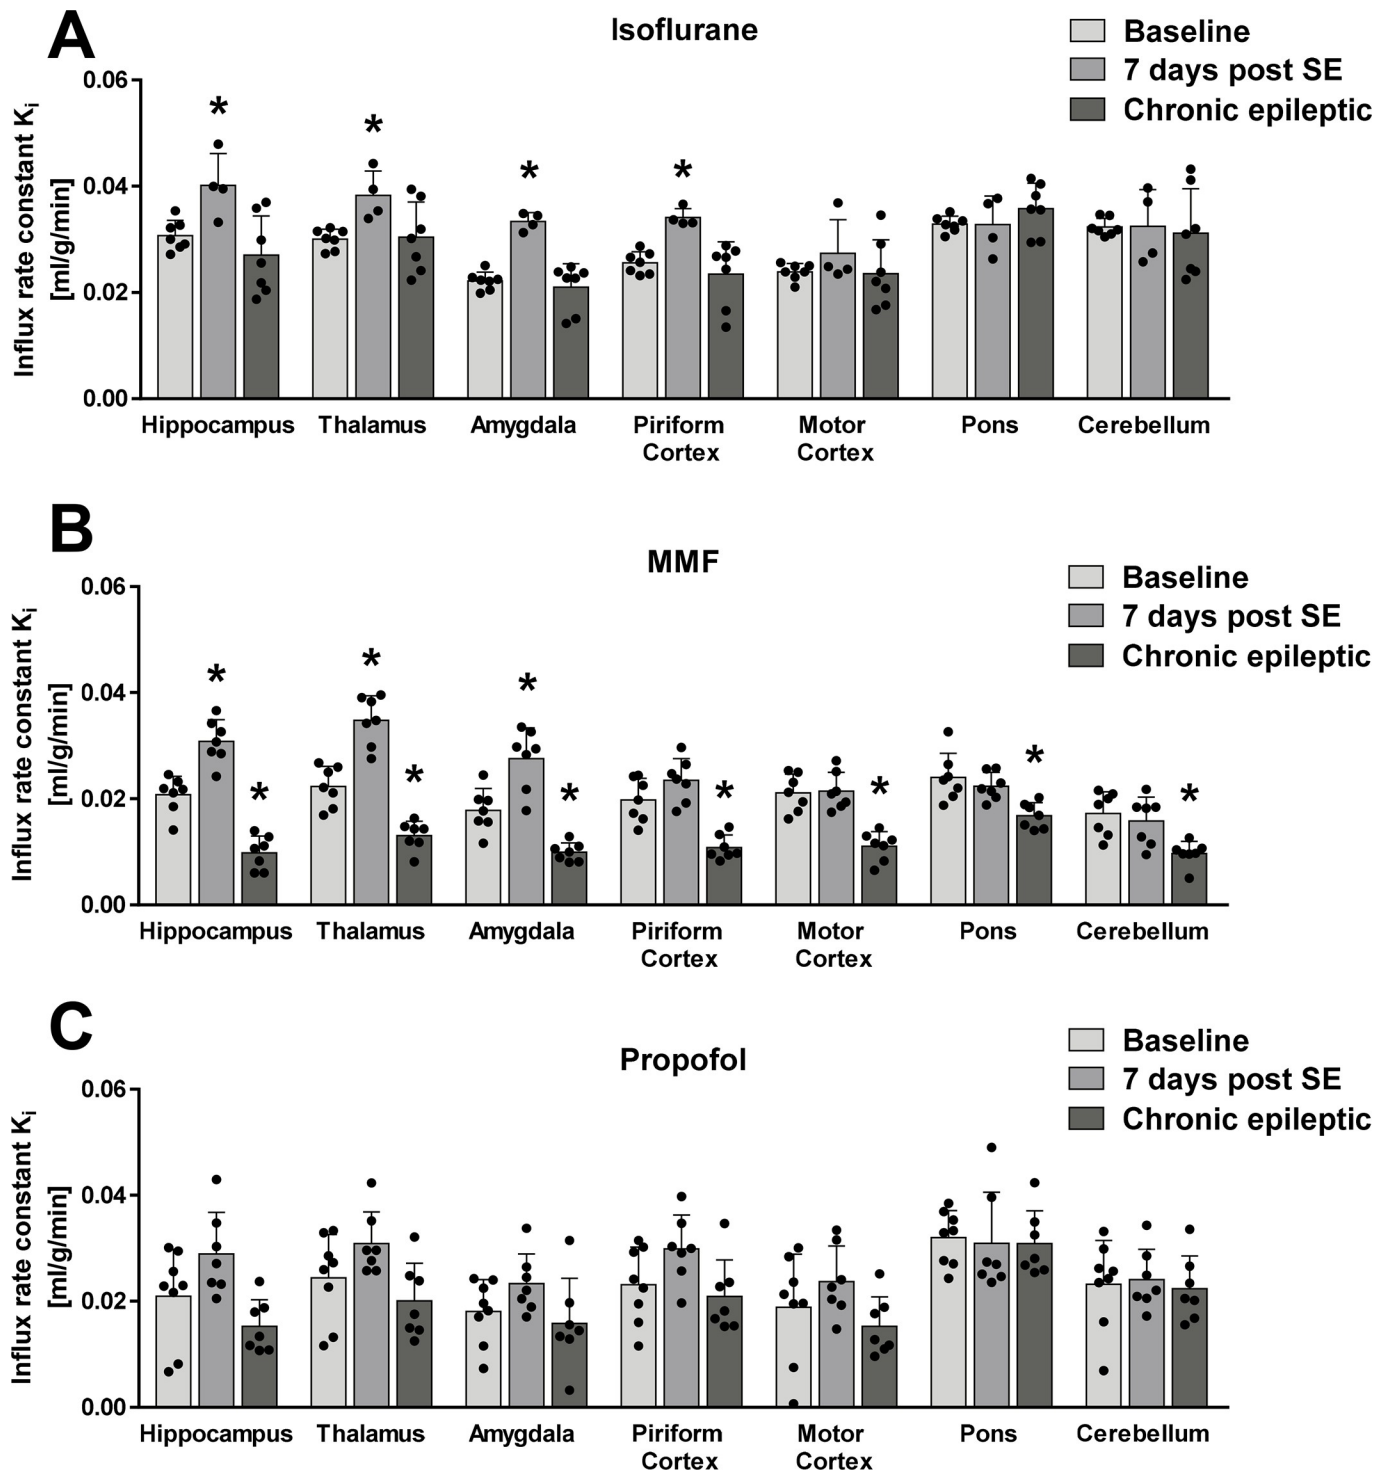 A
Isoflurane
Baseline
7 days post SE
Chronic epileptic
Influx rate constant Ki
[ml/g/min]
0.06
0.04
0.02
0.00
* * * *
Hippocampus Thalamus Amygdala Piriform Motor Pons Cerebellum
Cortex Cortex
B
MMF
Baseline
7 days post SE
Chronic epileptic
Influx rate constant Ki
[ml/g/min]
0.06
0.04
0.02
0.00
* * * * * * * * * *
Hippocampus Thalamus Amygdala Piriform Motor Pons Cerebellum
Cortex Cortex
C
Propofol
Baseline
7 days post SE
Chronic epileptic
Influx rate constant Ki
[ml/g/min]
0.06
0.04
0.02
0.00
Hippocampus Thalamus Amygdala Piriform Motor Pons Cerebellum
Cortex Cortex